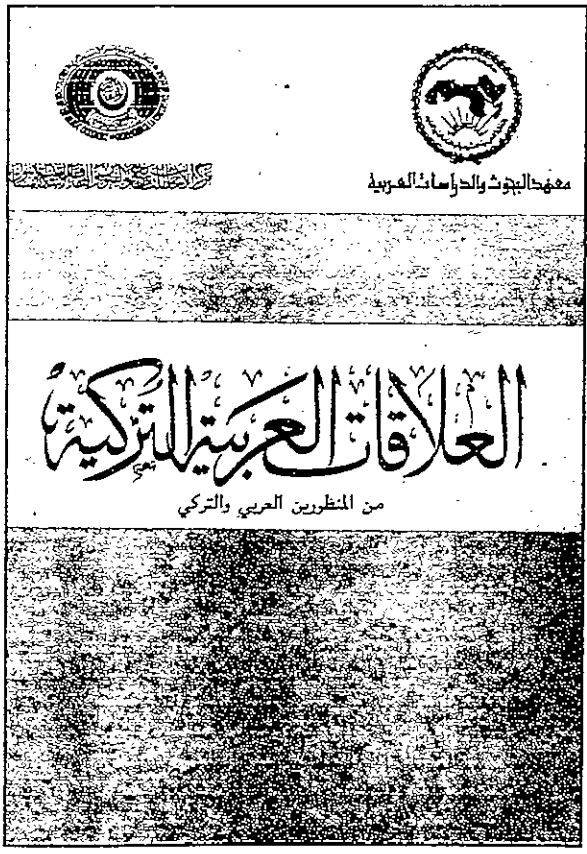 معهد البحوث والدراسات العربية
العلاقات العربية التركية
من المنظورين العربي والتركي